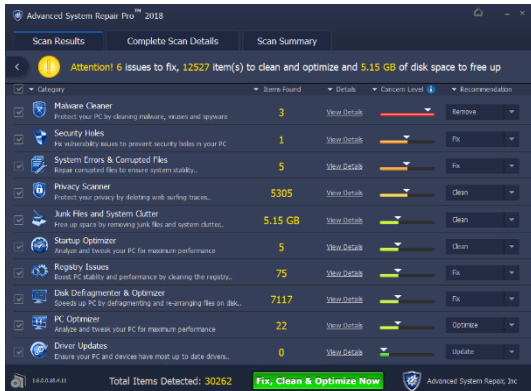 Advanced System Repair Pro™ 2018
Scan Results Complete Scan Details Scan Summary
Attention! 6 issues to fix, 12527 item(s) to clean and optimize and 5.15 GB of disk space to free up
Category Items Found Details Concern Level Recommendation
Malware Cleaner
Protect your PC by cleaning malware, viruses and spyware
3 View Details Remove
Security Holes
Fix vulnerability issues to prevent security holes in your PC
1 View Details Fix
System Errors & Corrupted Files
Repair corrupted files to ensure system stablity..
5 View Details Fix
Privacy Scanner
Protect your privacy by deleting web surfing traces..
5305 View Details Clean
Junk Files and System Clutter
Free up space by removing junk files and system clutter..
5.15 GB View Details Clean
Startup Optimizer
Analyze and tweak your PC for maximum performance
5 View Details Clean
Registry Issues
Boost PC stablity and performance by cleaning the registry..
75 View Details Fix
Disk Defragmenter & Optimizer
Speeds up PC by defragmenting and re-arranging files on disk..
7117 View Details Fix
PC Optimizer
Analyze and tweak your PC for maximum performance
22 View Details Optimize
Driver Updates
Ensure your PC and devices have most up to date drivers..
0 View Details Update
Total Items Detected: 30262 Fix, Clean & Optimize Now Advanced System Repair, Inc